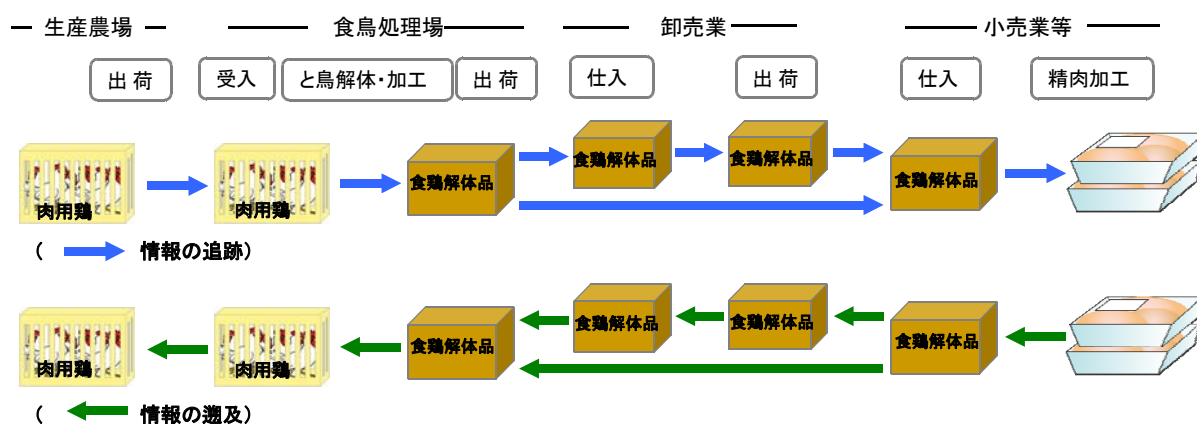 生産農場 食鳥処理場 卸売業 小売業等
出 荷 受入 と鳥解体・加工 出 荷 仕入 出 荷 仕入 精肉加工
肉用鶏 肉用鶏 食鶏解体品 食鶏解体品 食鶏解体品 食鶏解体品
( 情報の追跡)
肉用鶏 肉用鶏 食鶏解体品 食鶏解体品 食鶏解体品 食鶏解体品
( 情報の遡及)